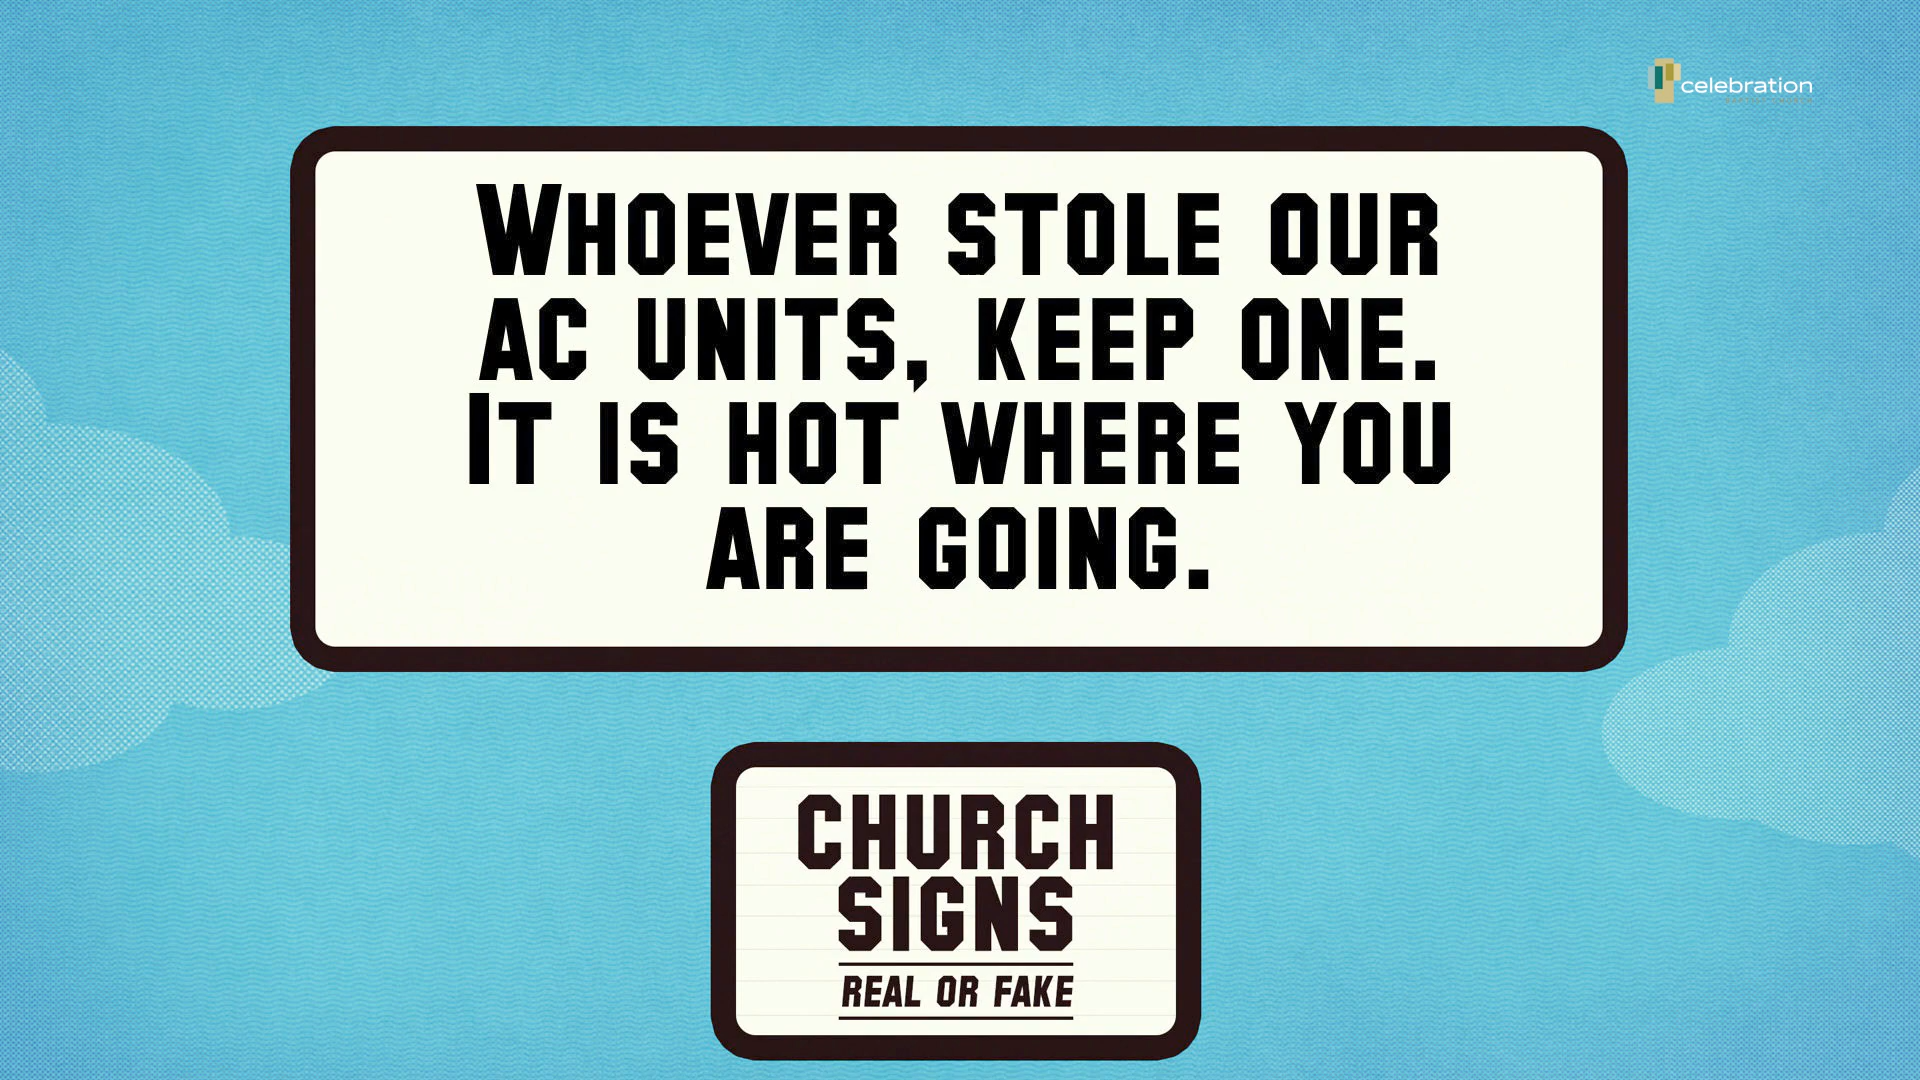 celebration
Whoever stole our
ac units, keep one.
It is hot where you
are going.
CHURCH
SIGNS
REAL OR FAKE